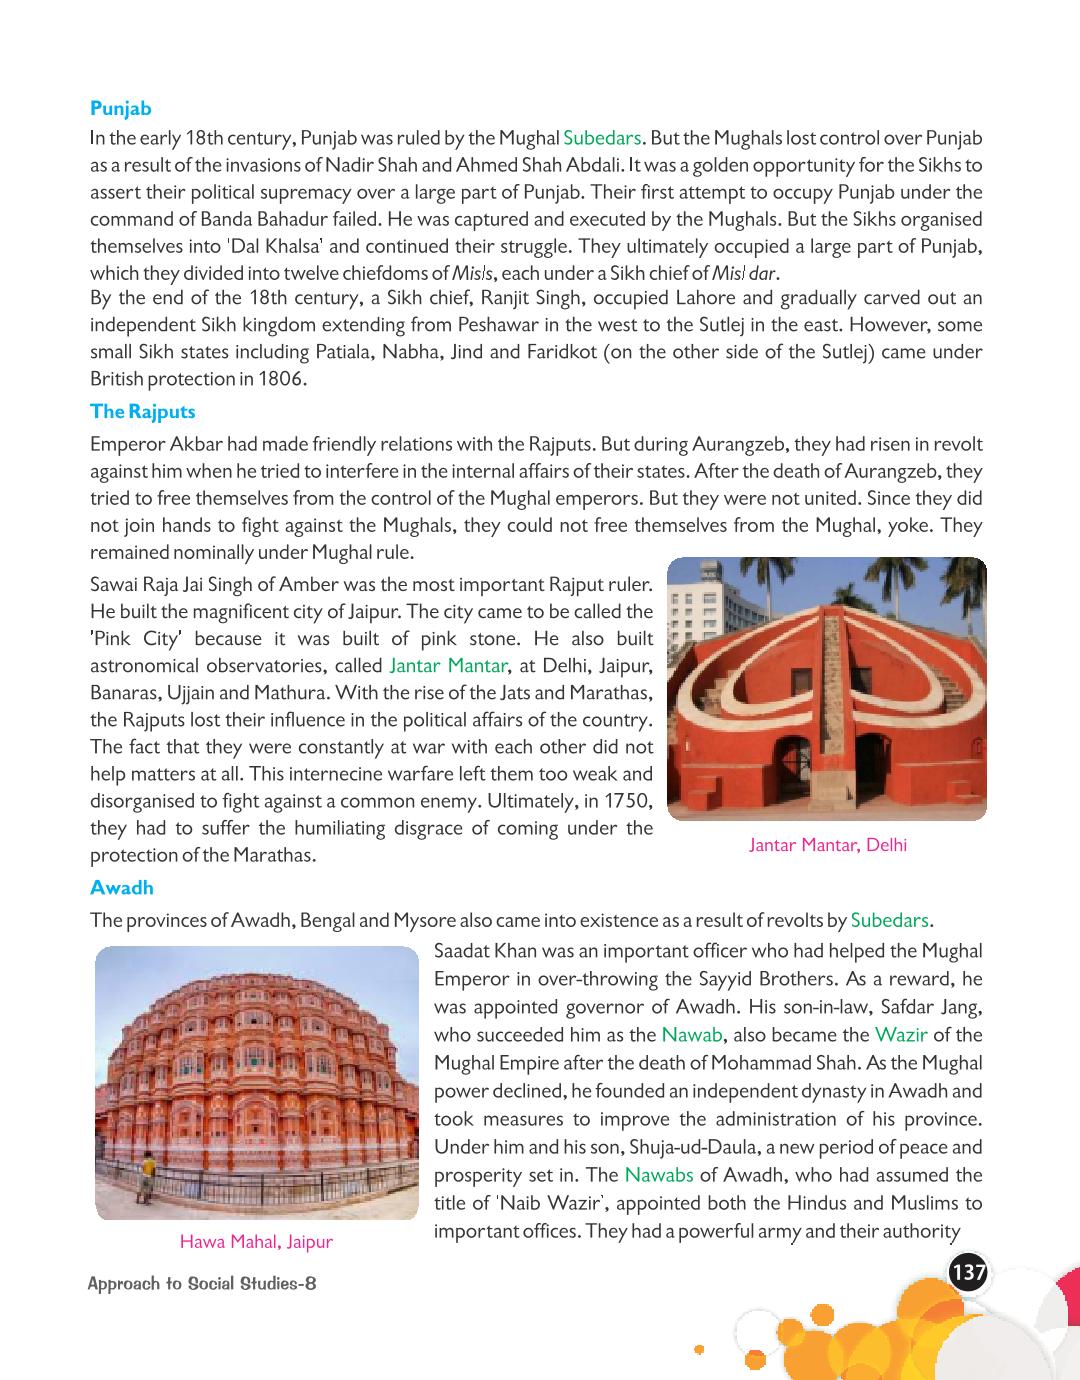 Punjab
In the early 18th century, Punjab was ruled by the Mughal Subedars. But the Mughals lost control over Punjab
as a result of the invasions of Nadir Shah and Ahmed Shah Abdali. It was a golden opportunity for the Sikhs to
assert their political supremacy over a large part of Punjab. Their first attempt to occupy Punjab under the
command of Banda Bahadur failed. He was captured and executed by the Mughals. But the Sikhs organised
themselves into 'Dal Khalsa' and continued their struggle. They ultimately occupied a large part of Punjab,
which they divided into twelve chiefdoms of Misls, each under a Sikh chief of Misl dar.
By the end of the 18th century, a Sikh chief, Ranjit Singh, occupied Lahore and gradually carved out an
independent Sikh kingdom extending from Peshawar in the west to the Sutlej in the east. However, some
small Sikh states including Patiala, Nabha, Jind and Faridkot (on the other side of the Sutlej) came under
British protection in 1806.
The Rajputs
Emperor Akbar had made friendly relations with the Rajputs. But during Aurangzeb, they had risen in revolt
against him when he tried to interfere in the internal affairs of their states. After the death of Aurangzeb, they
tried to free themselves from the control of the Mughal emperors. But they were not united. Since they did
not join hands to fight against the Mughals, they could not free themselves from the Mughal, yoke. They
remained nominally under Mughal rule.
Sawai Raja Jai Singh of Amber was the most important Rajput ruler.
He built the magnificent city of Jaipur. The city came to be called the
'Pink City' because it was built of pink stone. He also built
astronomical observatories, called Jantar Mantar, at Delhi, Jaipur,
Banaras, Ujjain and Mathura. With the rise of the Jats and Marathas,
the Rajputs lost their influence in the political affairs of the country.
The fact that they were constantly at war with each other did not
help matters at all. This internecine warfare left them too weak and
disorganised to fight against a common enemy. Ultimately, in 1750,
they had to suffer the humiliating disgrace of coming under the
protection of the Marathas.
Jantar Mantar, Delhi
Awadh
The provinces of Awadh, Bengal and Mysore also came into existence as a result of revolts by Subedars.
Saadat Khan was an important officer who had helped the Mughal
Emperor in over-throwing the Sayyid Brothers. As a reward, he
was appointed governor of Awadh. His son-in-law, Safdar Jang,
who succeeded him as the Nawab, also became the Wazir of the
Mughal Empire after the death of Mohammad Shah. As the Mughal
power declined, he founded an independent dynasty in Awadh and
took measures to improve the administration of his province.
Under him and his son, Shuja-ud-Daula, a new period of peace and
prosperity set in. The Nawabs of Awadh, who had assumed the
title of 'Naib Wazir', appointed both the Hindus and Muslims to
important offices. They had a powerful army and their authority
Hawa Mahal, Jaipur
Approach to Social Studies-8
137